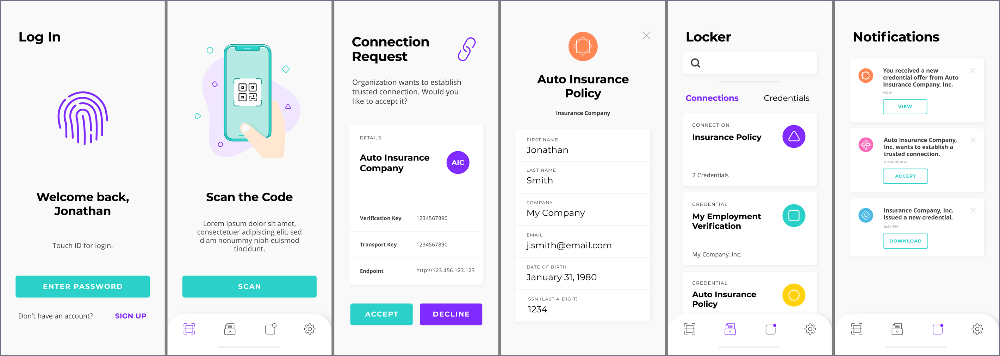 Log In
Welcome back,
Jonathan
Touch ID for login.
ENTER PASSWORD
Don't have an account? SIGN UP
Scan the Code
Lorem ipsum dolor sit amet,
consectetuer adipiscing elit, sed
diam nonummy nibh euismod
tincidunt.
SCAN
Connection
Request
Organization wants to establish
trusted connection. Would you
like to accept it?
DETAILS
Auto Insurance
Company
AIC
Verification Key 1234567890
Transport Key 1234567890
Endpoint http://123.456.123.123
ACCEPT DECLINE
Auto Insurance
Policy
Insurance Company
FIRST NAME
Jonathan
LAST NAME
Smith
COMPANY
My Company
EMAIL
j.smith@email.com
DATE OF BIRTH
January 31, 1980
SSN (LAST 4-DIGIT)
1234
Locker
Connections Credentials
CONNECTION
Insurance Policy
2 Credentials
CREDENTIAL
My Employment
Verification
My Company, Inc.
CREDENTIAL
Auto Insurance
Policy
Notifications
You received a new
credential offer from Auto
Insurance Company, Inc.
NOW
VIEW
Auto Insurance Company,
Inc. wants to establish a
trusted connection.
2 HOURS AGO
ACCEPT
Insurance Company, Inc.
issued a new credential.
12:34 PM
DOWNLOAD